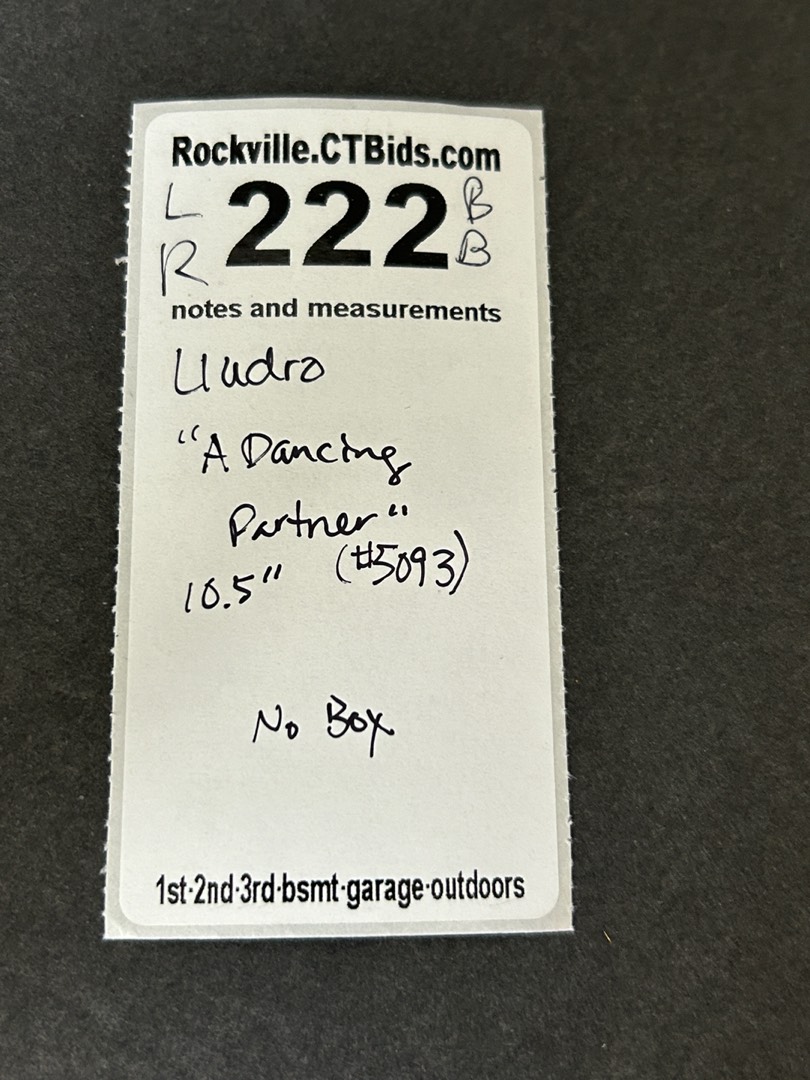 Rockville.CTBids.com
L 222 B
R B
notes and measurements
Lladro
"A Dancing
Partner"
10.5" (#5093)
No Box
1st·2nd·3rd·bsmt·garage·outdoors